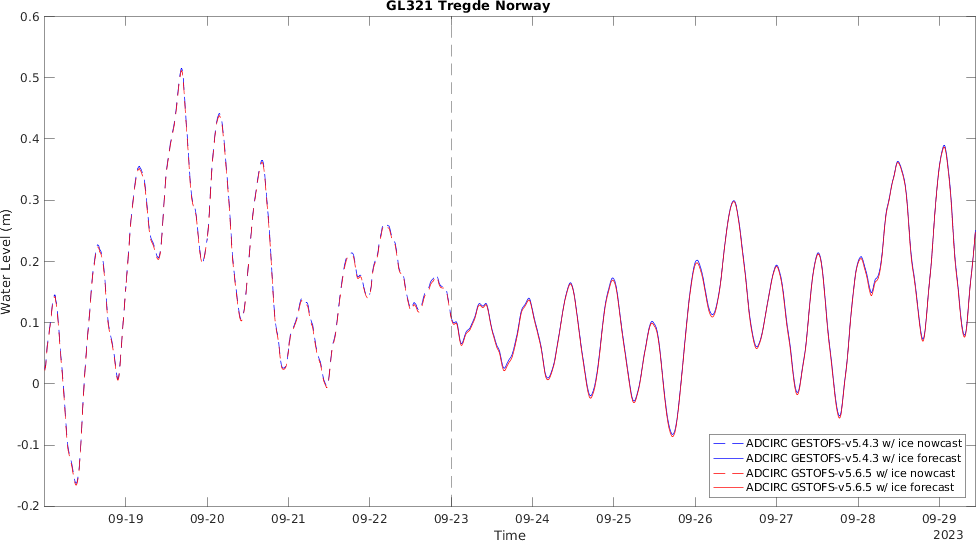 GL321 Tregde Norway
0.6
0.5
0.4
0.3
0.2
0.1
0
-0.1
-0.2
Water Level (m)
ADCIRC GESTOFS-v5.4.3 w/ ice nowcast
ADCIRC GESTOFS-v5.4.3 w/ ice forecast
ADCIRC GSTOFS-v5.6.5 w/ ice nowcast
ADCIRC GSTOFS-v5.6.5 w/ ice forecast
09-19 09-20 09-21 09-22 09-23 09-24 09-25 09-26 09-27 09-28 09-29
Time
2023